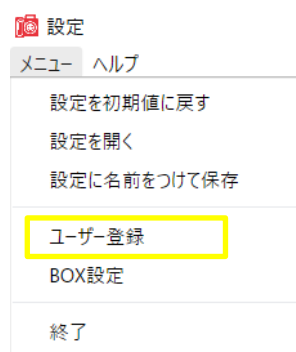 設定
メニュー ヘルプ
設定を初期値に戻す
設定を開く
設定に名前をつけて保存
ユーザー登録
BOX設定
終了